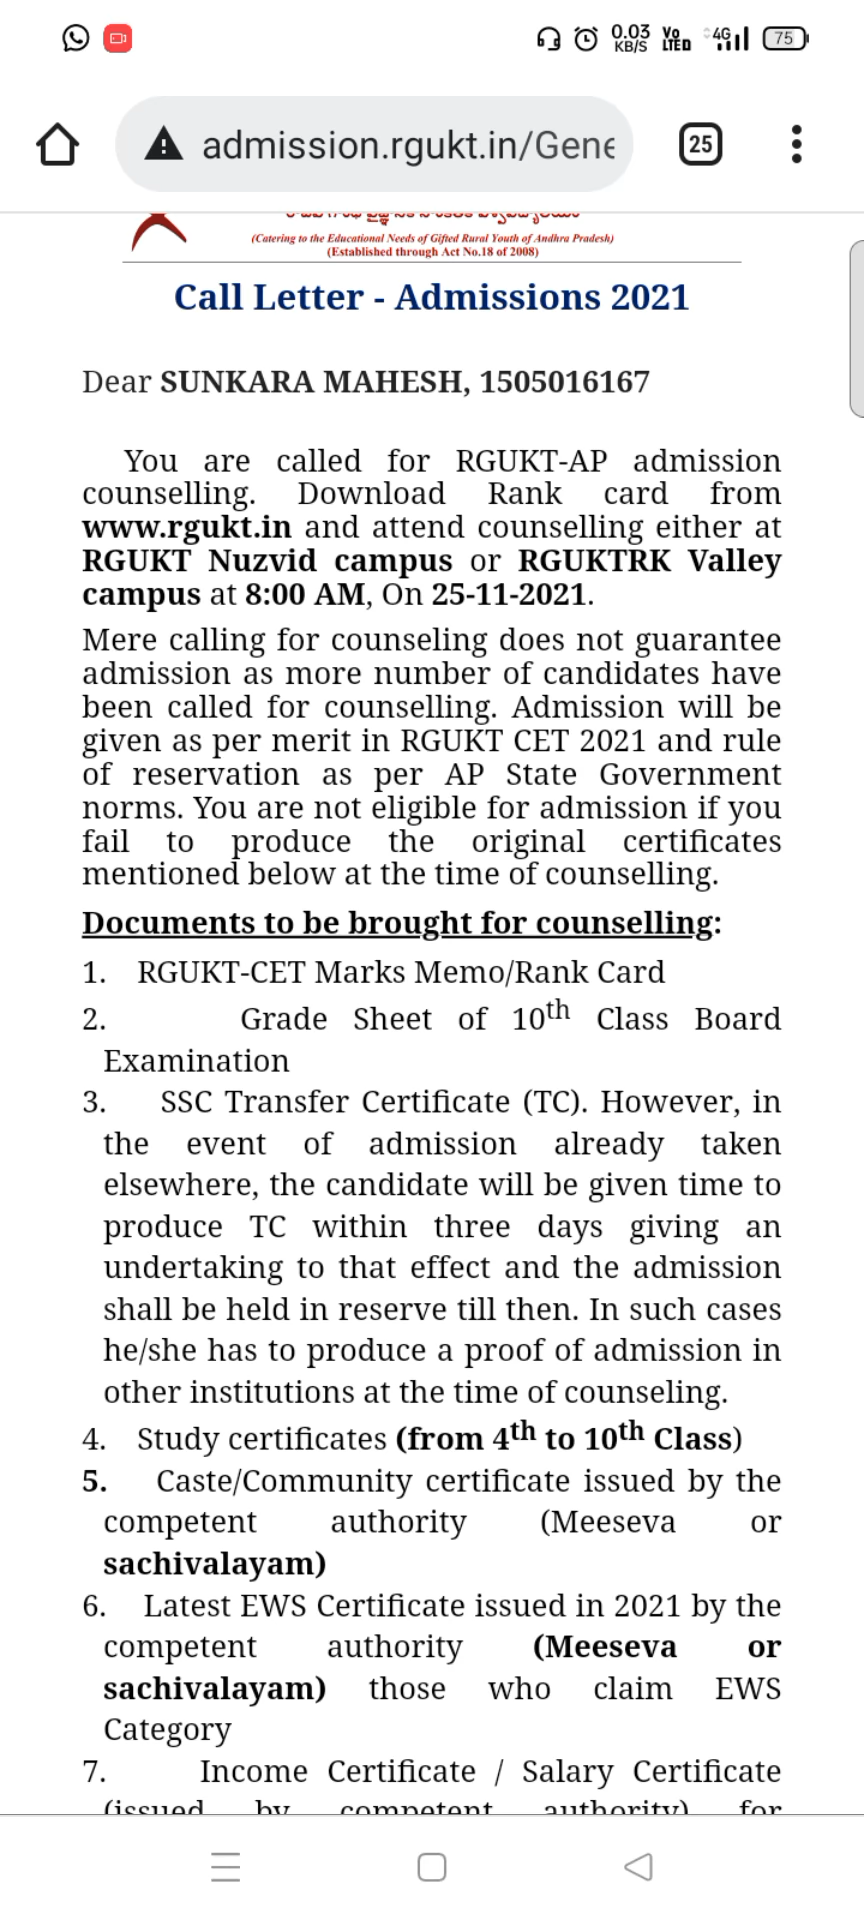 0.03 KB/S Vo LTE 4G 75
admission.rgukt.in/Gene 25
(Catering to the Educational Needs of Gifted Rural Youth of Andhra Pradesh)
(Established through Act No.18 of 2008)
Call Letter - Admissions 2021
Dear SUNKARA MAHESH, 1505016167
You are called for RGUKT-AP admission
counselling. Download Rank card from
www.rgukt.in and attend counselling either at
RGUKT Nuzvid campus or RGUKTRK Valley
campus at 8:00 AM, On 25-11-2021.
Mere calling for counseling does not guarantee
admission as more number of candidates have
been called for counselling. Admission will be
given as per merit in RGUKT CET 2021 and rule
of reservation as per AP State Government
norms. You are not eligible for admission if you
fail to produce the original certificates
mentioned below at the time of counselling.
Documents to be brought for counselling:
1. RGUKT-CET Marks Memo/Rank Card
2. Grade Sheet of 10th Class Board
Examination
3. SSC Transfer Certificate (TC). However, in
the event of admission already taken
elsewhere, the candidate will be given time to
produce TC within three days giving an
undertaking to that effect and the admission
shall be held in reserve till then. In such cases
he/she has to produce a proof of admission in
other institutions at the time of counseling.
4. Study certificates (from 4th to 10th Class)
5. Caste/Community certificate issued by the
competent authority (Meeseva or
sachivalayam)
6. Latest EWS Certificate issued in 2021 by the
competent authority (Meeseva or
sachivalayam) those who claim EWS
Category
7. Income Certificate / Salary Certificate
(issued by competent authority) for